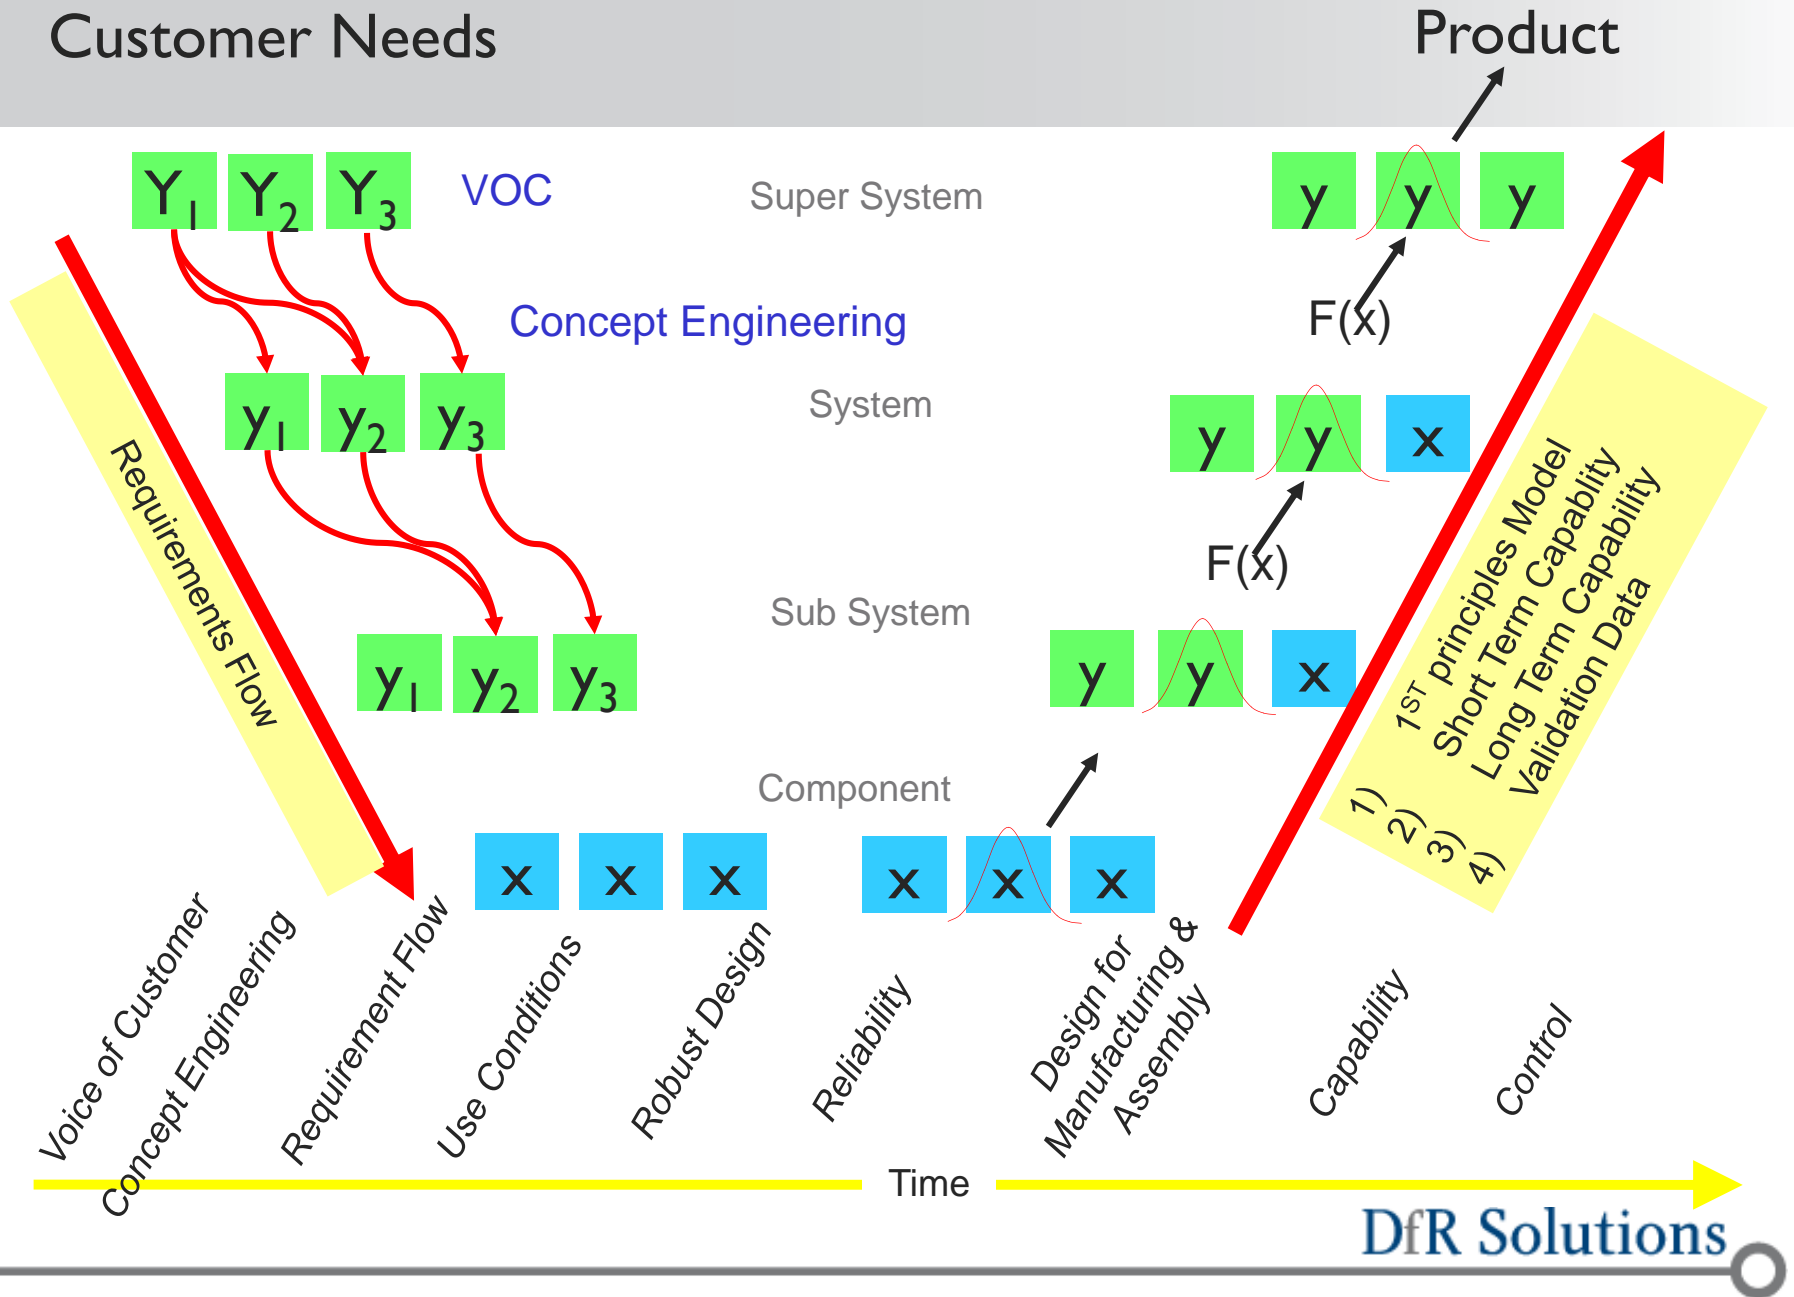 Customer Needs
Product
Y1 Y2 Y3
VOC
Super System
y y y
Concept Engineering
F(x)
y1 y2 y3
System
y y x
F(x)
Sub System
y1 y2 y3
y y x
Component
x x x
x x x
Requirements Flow
1) 1ST principles Model
2) Short Term Capablity
3) Long Term Capability
4) Validation Data
Voice of Customer
Concept Engineering
Requirement Flow
Use Conditions
Robust Design
Reliability
Design for
Manufacturing &
Assembly
Capability
Control
Time
DfR Solutions